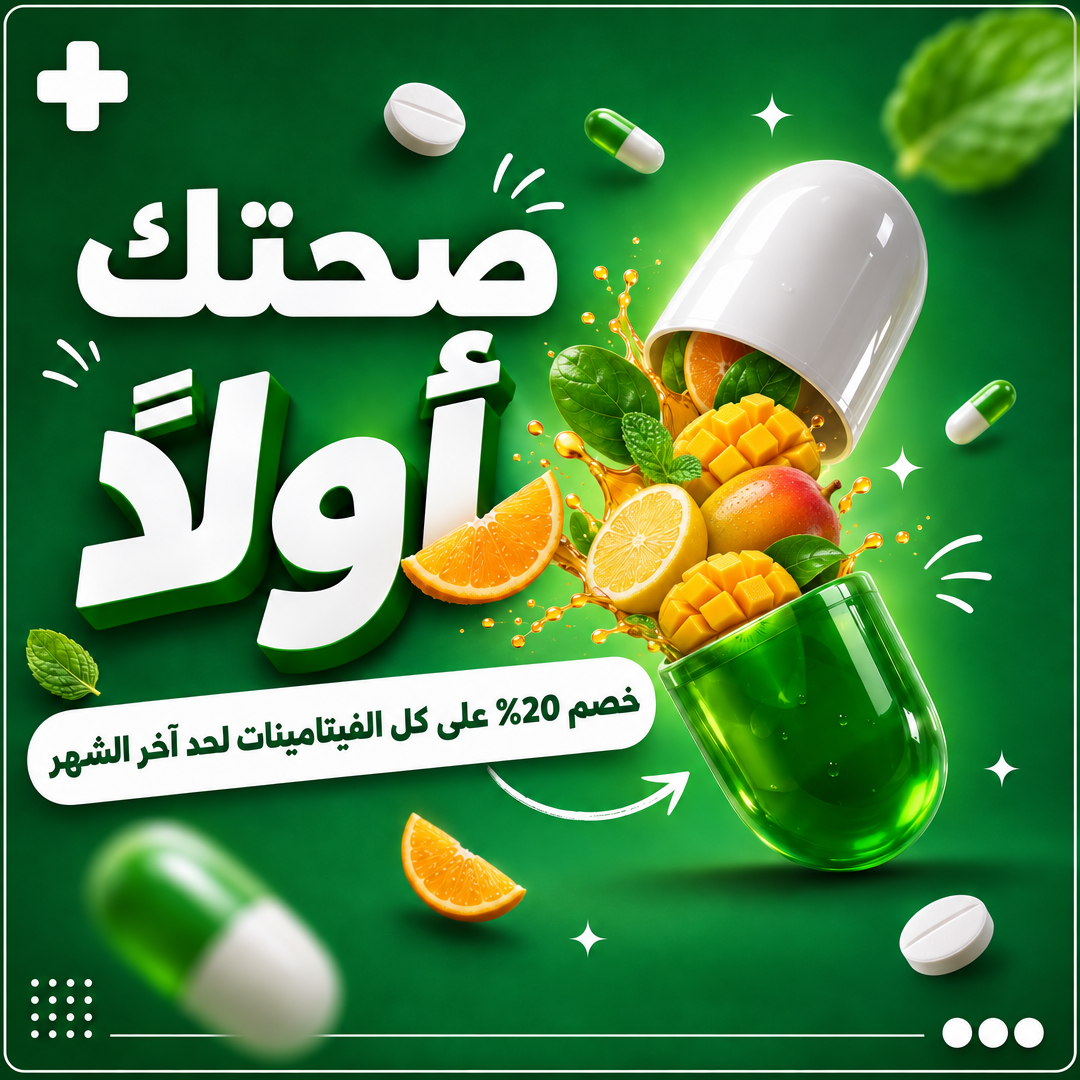 صحتك
أولاً
خصم 20% على كل الفيتامينات لحد آخر الشهر